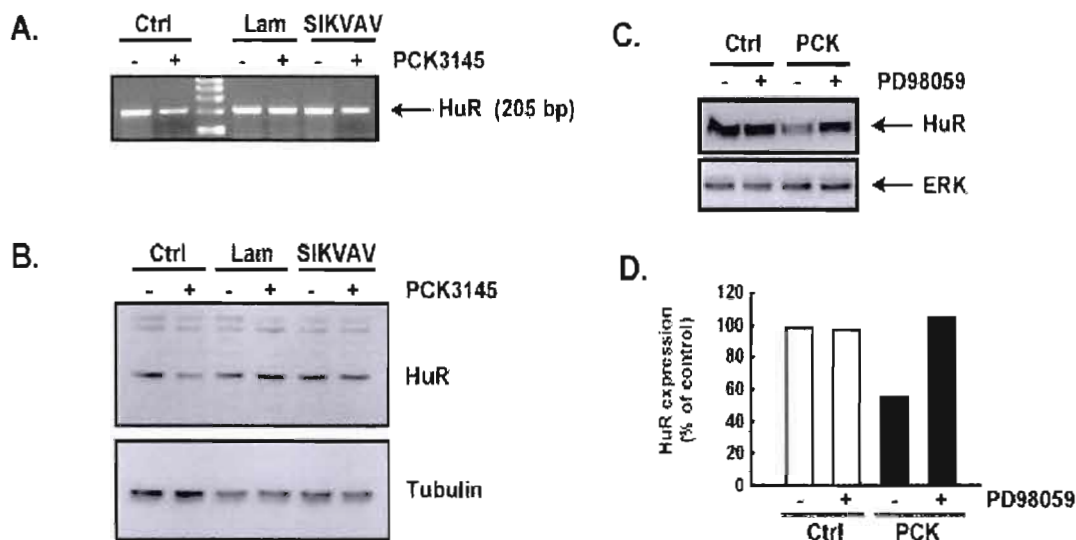 A.
Ctrl Lam SIKVAV
- + - + - + PCK3145
HuR (205 bp)
B.
Ctrl Lam SIKVAV
- + - + - + PCK3145
HuR
Tubulin
C.
Ctrl PCK
- + - + PD98059
HuR
ERK
D.
HuR expression
(% of control)
120
100
80
60
40
20
0
- + - + PD98059
Ctrl PCK